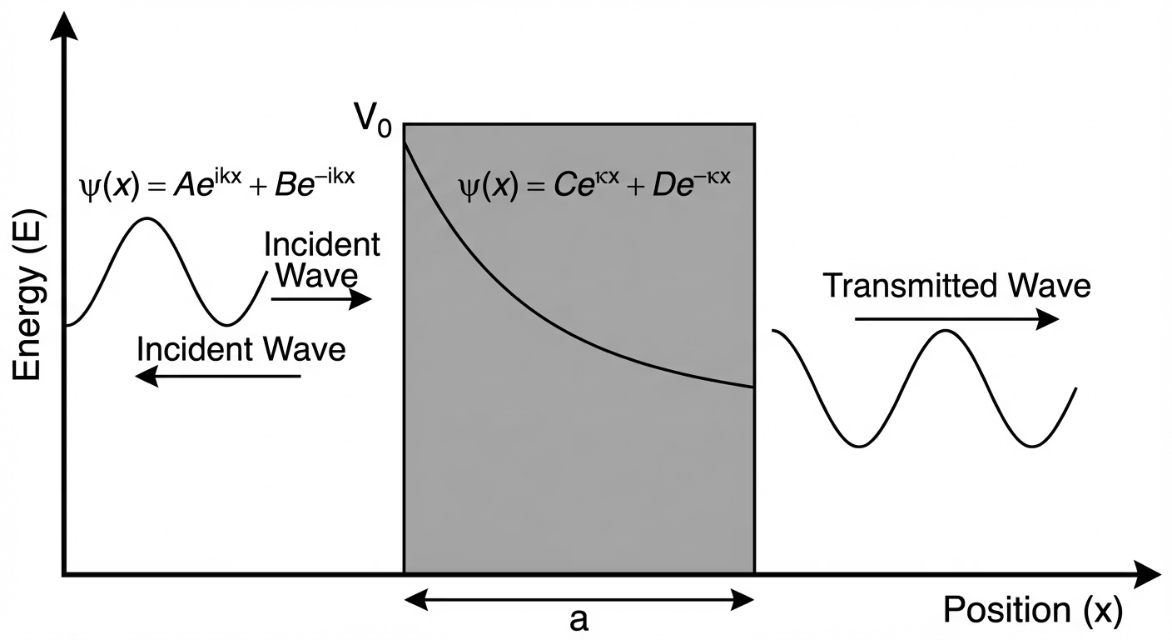 V₀
ψ(x) = Ae^ikx + Be^−ikx
ψ(x) = Ce^κx + De^−κx
Energy (E)
Incident
Wave
Incident Wave
Transmitted Wave
a
Position (x)